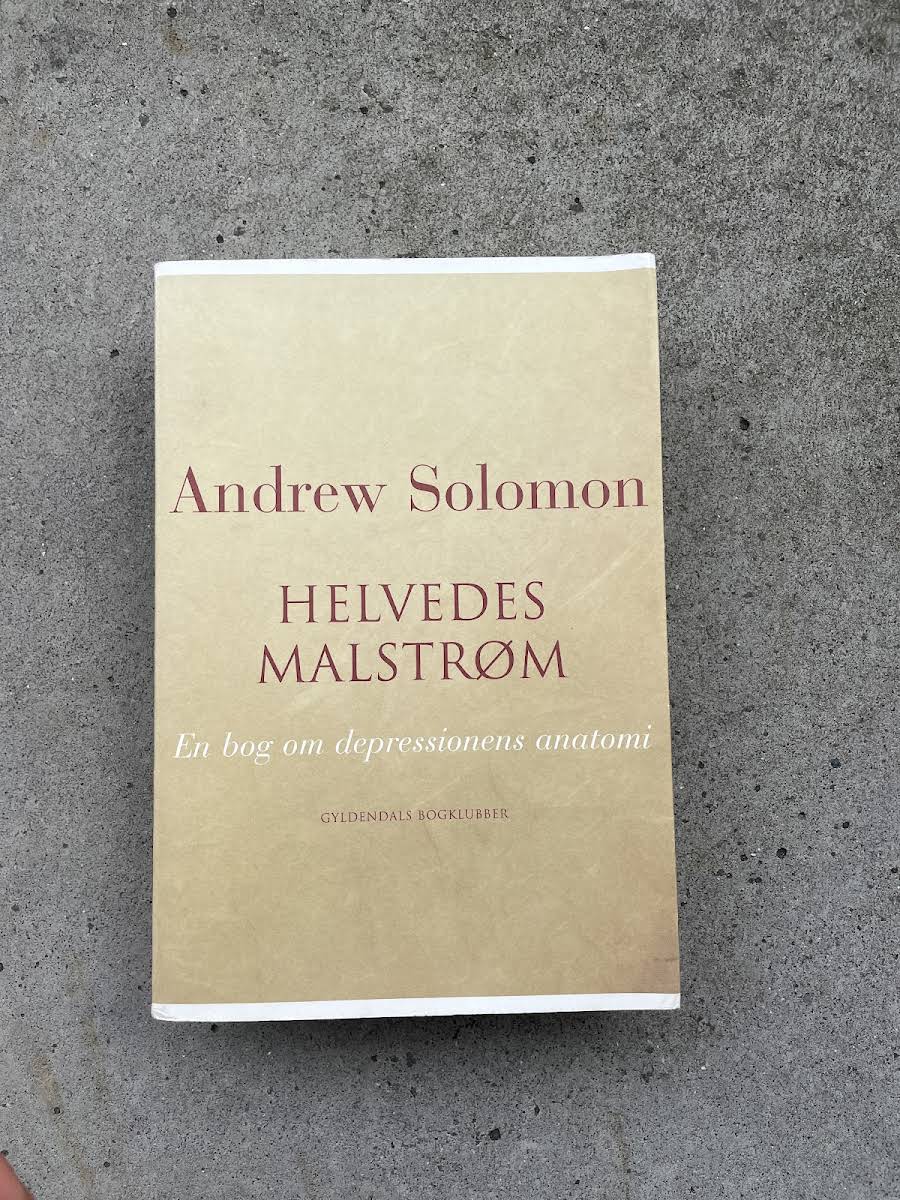 Andrew Solomon
HELVEDES
MALSTRØM
En bog om depressionens anatomi
GYLDENDALS BOGKLUBBER